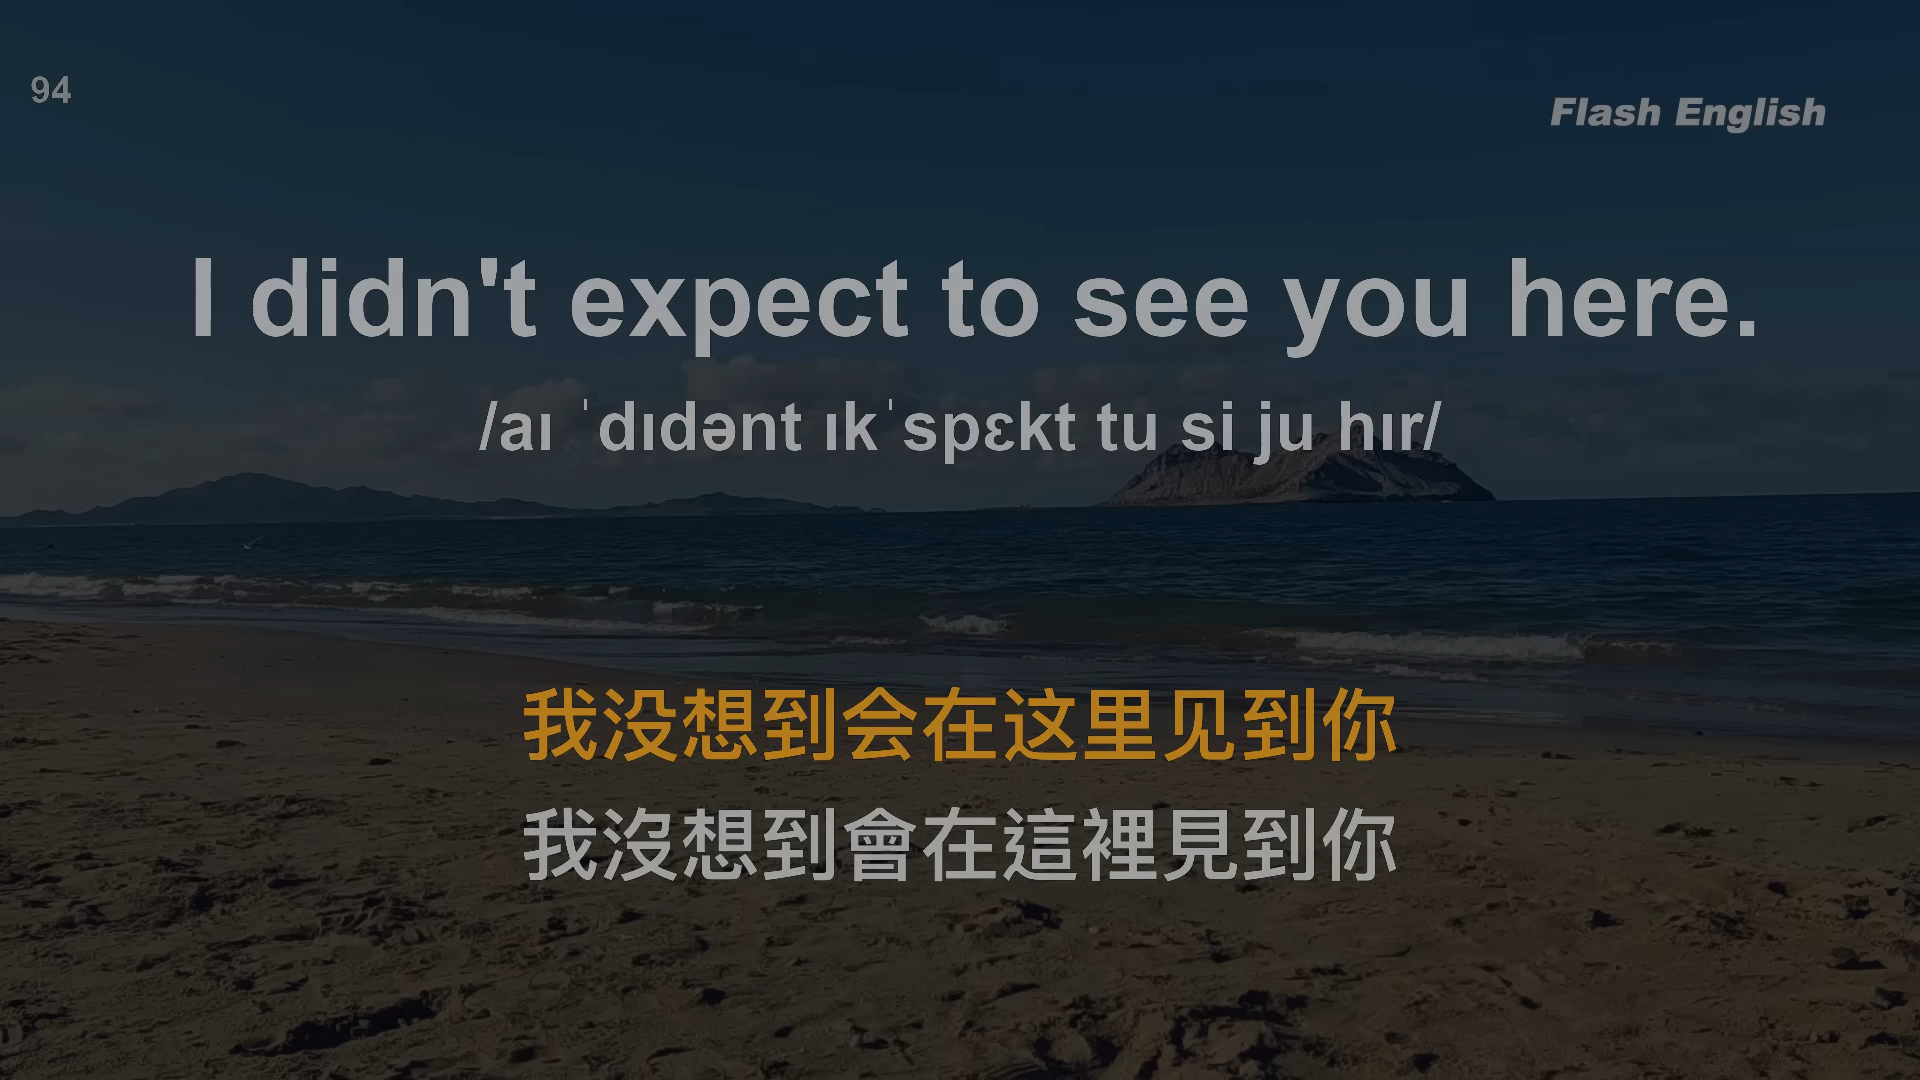 94
Flash English
I didn't expect to see you here.
/aɪ ˈdɪdənt ɪkˈspɛkt tu si ju hɪr/
我没想到会在这里见到你
我沒想到會在這裡見到你